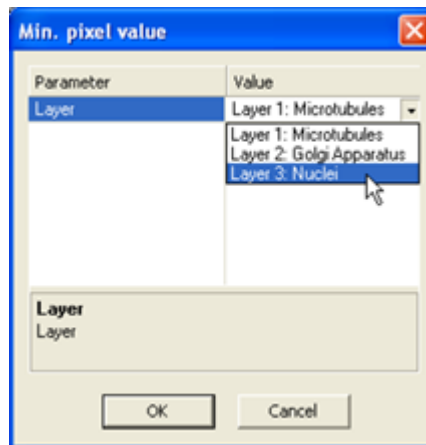 Min. pixel value
Parameter Value
Layer Layer 1: Microtubules
Layer 1: Microtubules
Layer 2: Golgi Apparatus
Layer 3: Nuclei
Layer
Layer
OK Cancel